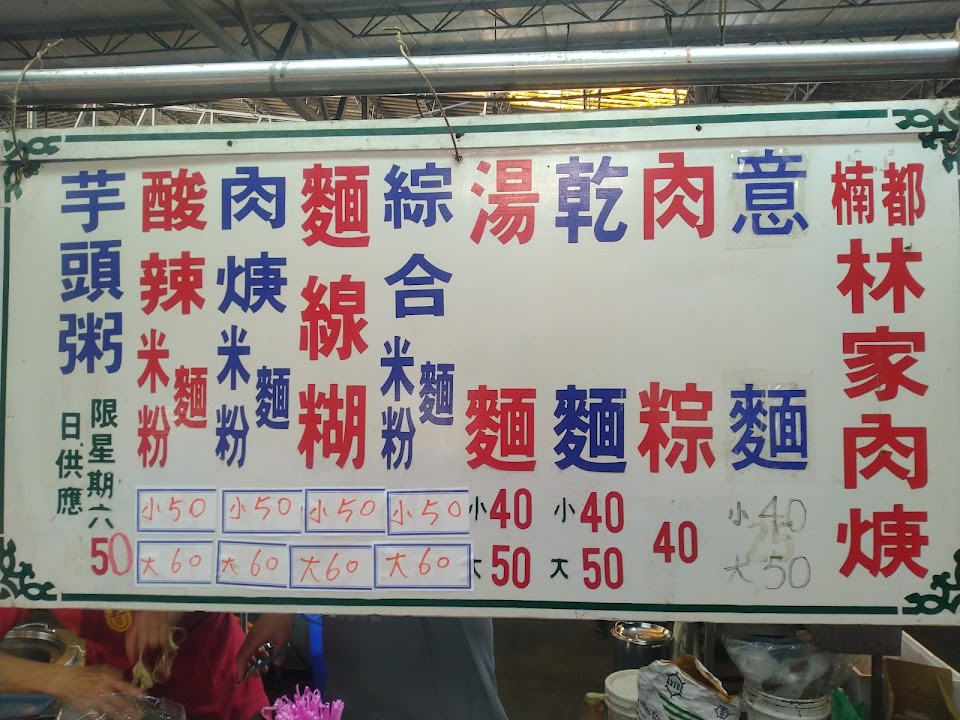 楠都林家肉焿
意麵
小40
25
大50
肉粽
40
乾麵
小40
大50
湯麵
小40
大50
綜合麵米粉
小50
大60
麵線糊
小50
大60
肉焿麵米粉
小50
大60
酸辣麵米粉
小50
大60
芋頭粥
限星期六
日.供應
50